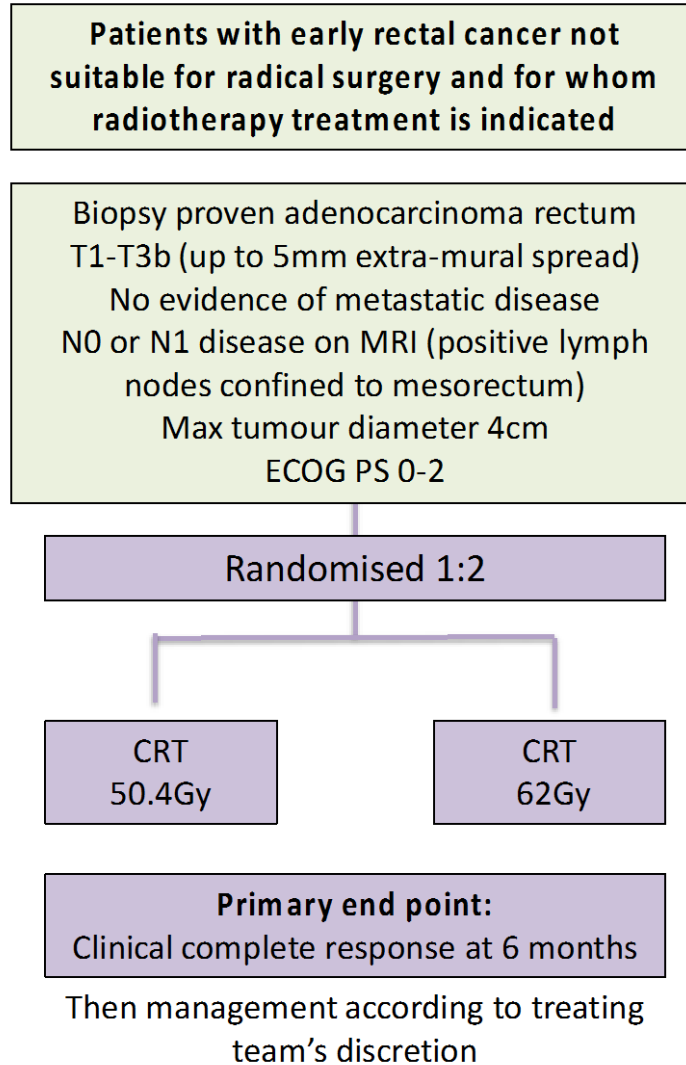 Patients with early rectal cancer not
suitable for radical surgery and for whom
radiotherapy treatment is indicated
Biopsy proven adenocarcinoma rectum
T1-T3b (up to 5mm extra-mural spread)
No evidence of metastatic disease
N0 or N1 disease on MRI (positive lymph
nodes confined to mesorectum)
Max tumour diameter 4cm
ECOG PS 0-2
Randomised 1:2
CRT
50.4Gy
CRT
62Gy
Primary end point:
Clinical complete response at 6 months
Then management according to treating
team’s discretion